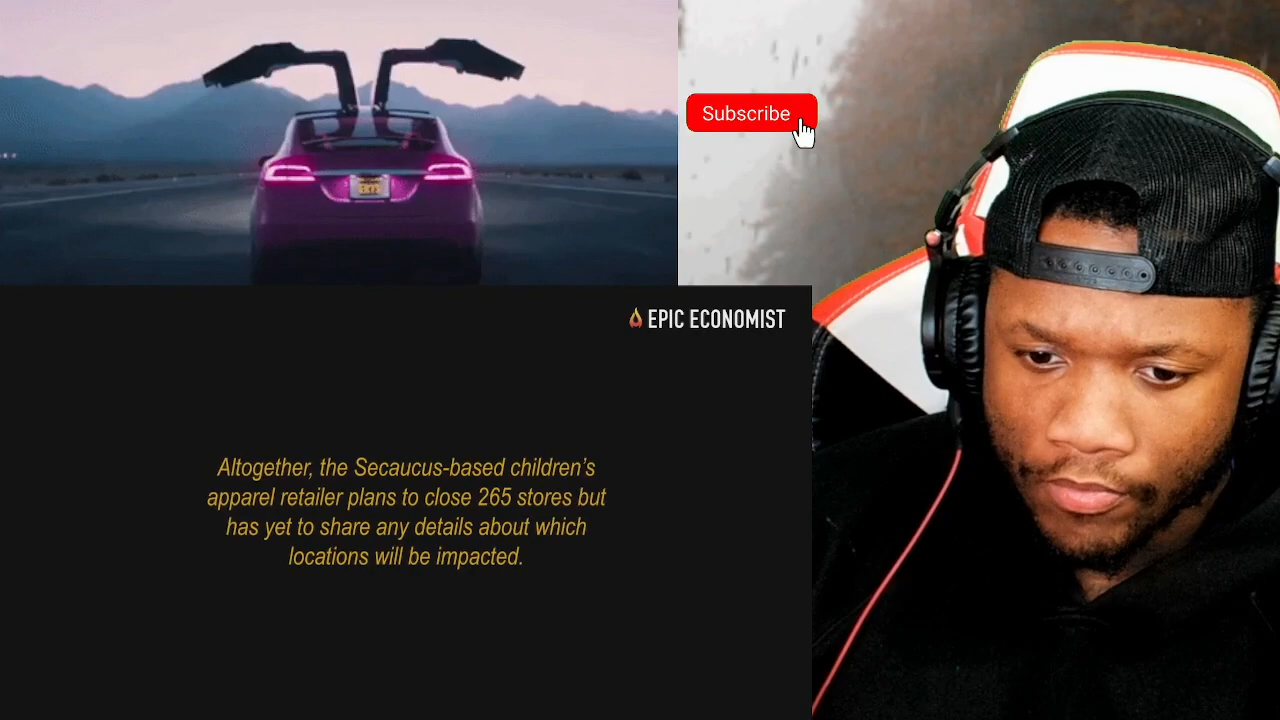 Subscribe
EPIC ECONOMIST
Altogether, the Secaucus-based children's
apparel retailer plans to close 265 stores but
has yet to share any details about which
locations will be impacted.